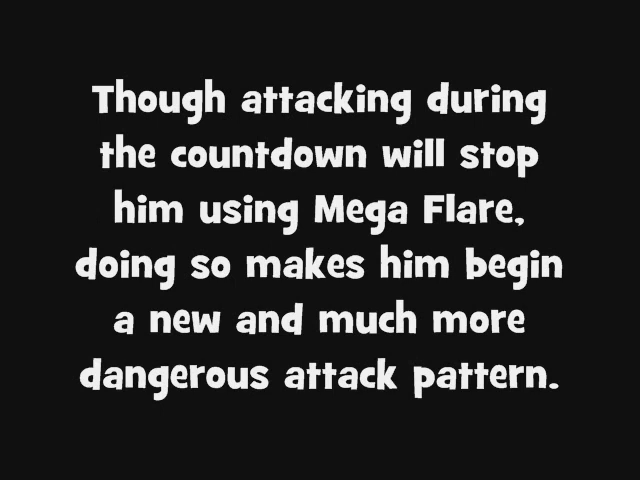 Though attacking during
the countdown will stop
him using Mega Flare,
doing so makes him begin
a new and much more
dangerous attack pattern.